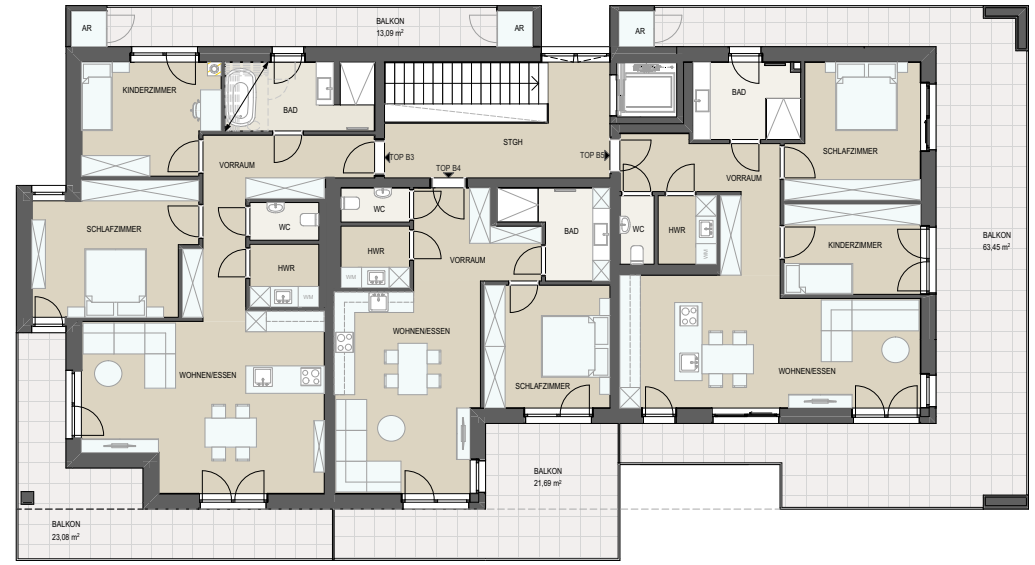 BALKON
13,09 m²
AR
AR
AR
KINDERZIMMER
BAD
BAD
SCHLAFZIMMER
STGH
TOP B3
TOP B4
TOP B5
VORRAUM
VORRAUM
SCHLAFZIMMER
WC
WC
BAD
WC
HWR
BALKON
63,45 m²
KINDERZIMMER
HWR
HWR
VORRAUM
WM
WM
WM
WOHNEN/ESSEN
WOHNEN/ESSEN
WOHNEN/ESSEN
SCHLAFZIMMER
BALKON
21,69 m²
BALKON
23,08 m²